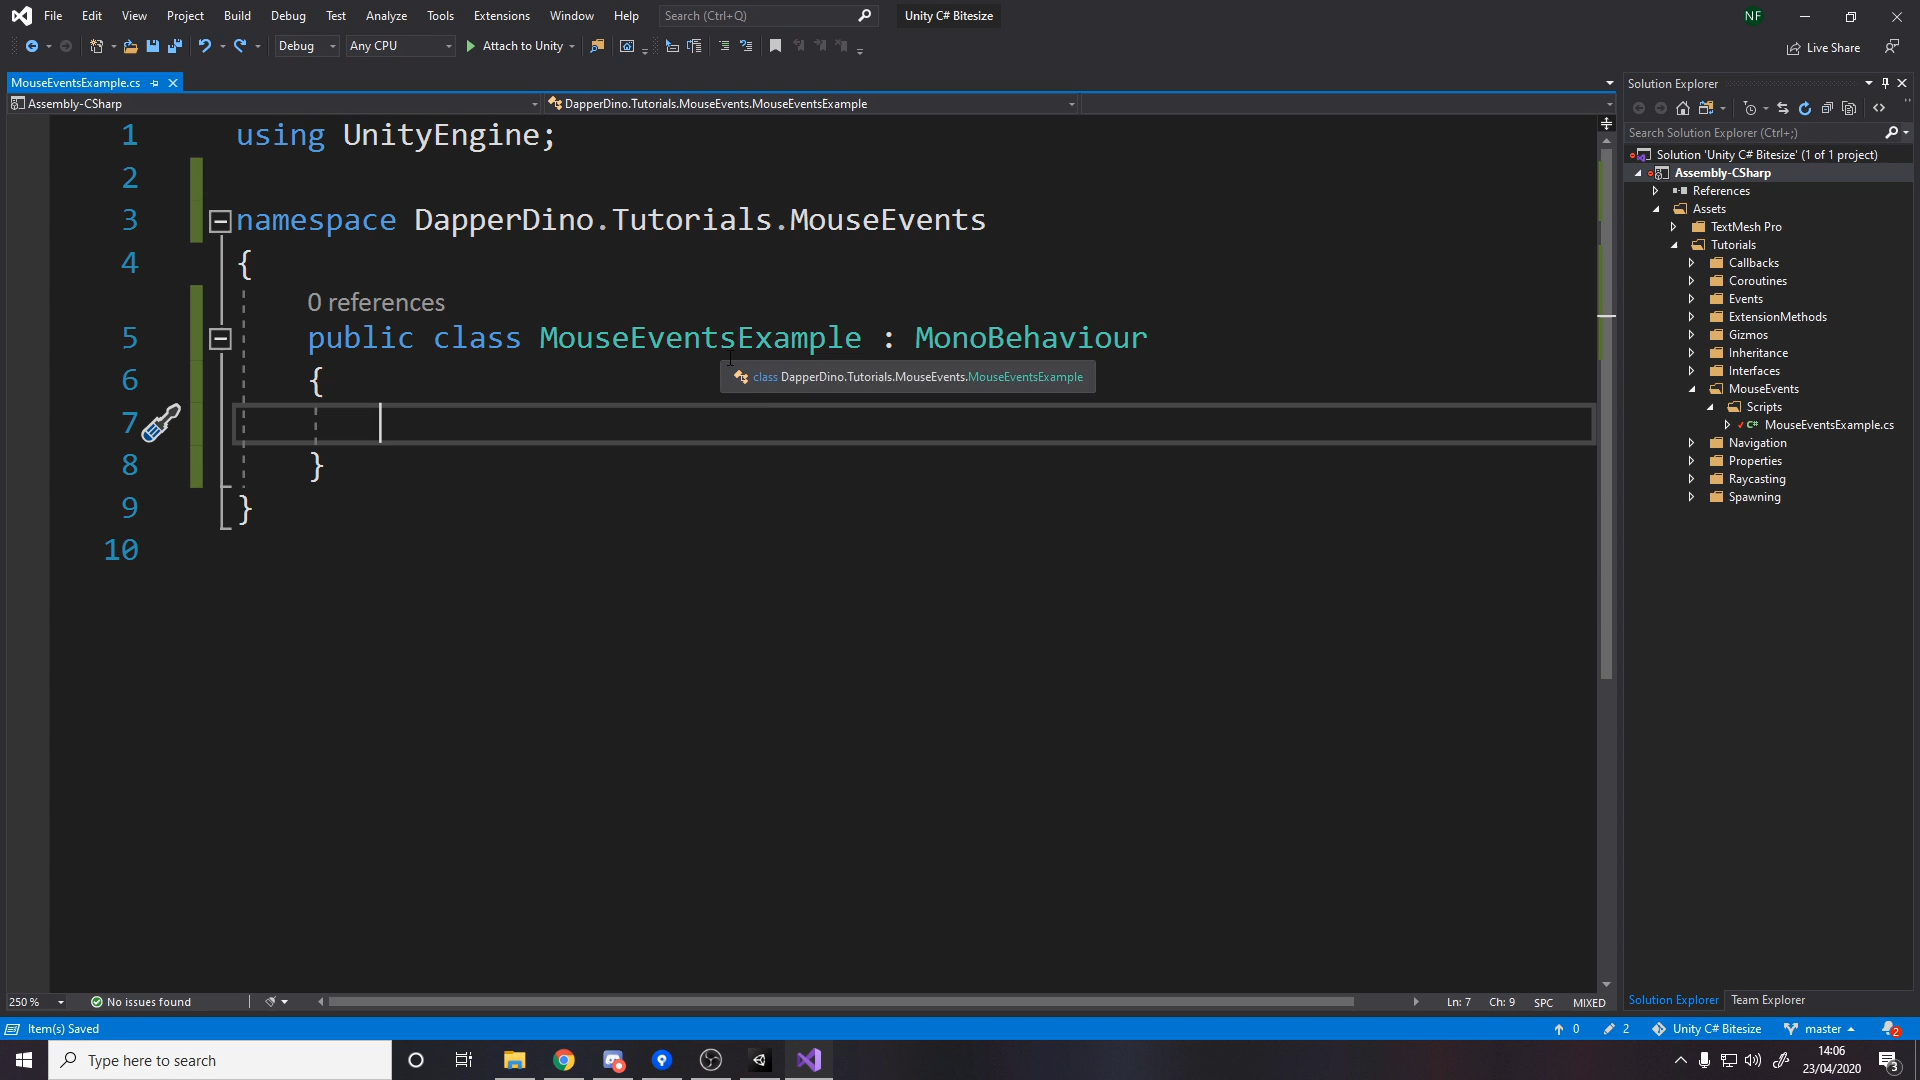 File Edit View Project Build Debug Test Analyze Tools Extensions Window Help Search (Ctrl+Q) Unity C# Bitesize NF
Debug Any CPU Attach to Unity Live Share
MouseEventsExample.cs
Assembly-CSharp DapperDino.Tutorials.MouseEvents.MouseEventsExample
1 using UnityEngine;
2
3 namespace DapperDino.Tutorials.MouseEvents
4 {
0 references
5 public class MouseEventsExample : MonoBehaviour
6 {
class DapperDino.Tutorials.MouseEvents.MouseEventsExample
7
8 }
9 }
10
Solution Explorer
Search Solution Explorer (Ctrl+;)
Solution 'Unity C# Bitesize' (1 of 1 project)
Assembly-CSharp
References
Assets
TextMesh Pro
Tutorials
Callbacks
Coroutines
Events
ExtensionMethods
Gizmos
Inheritance
Interfaces
MouseEvents
Scripts
C# MouseEventsExample.cs
Navigation
Properties
Raycasting
Spawning
250 % No issues found Ln: 7 Ch: 9 SPC MIXED
Solution Explorer Team Explorer
Item(s) Saved 0 2 Unity C# Bitesize master 2
Type here to search
14:06
23/04/2020
3